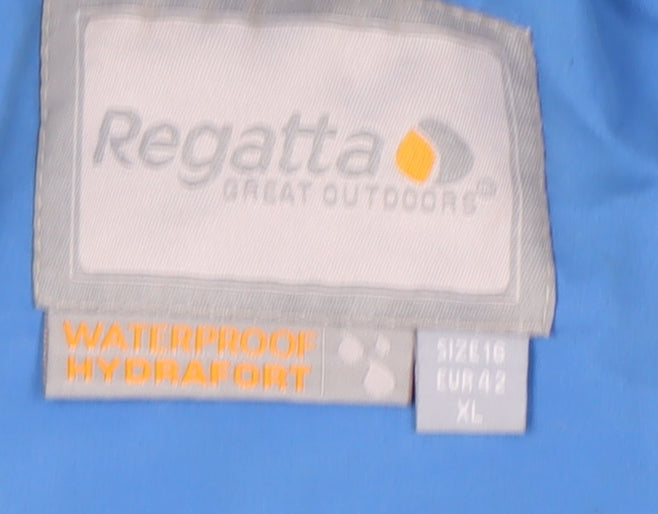 Regatta
GREAT OUTDOORS®
WATERPROOF
HYDRAFORT
SIZE 16
EUR 42
XL